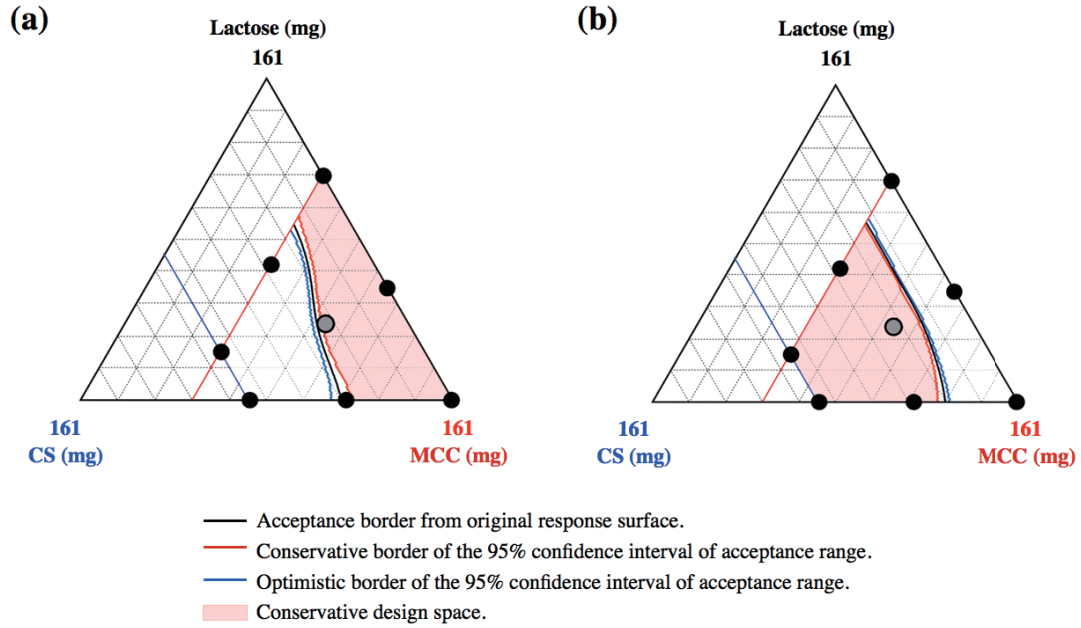 (a)
Lactose (mg)
161
161
CS (mg)
161
MCC (mg)
(b)
Lactose (mg)
161
161
CS (mg)
161
MCC (mg)
Acceptance border from original response surface.
Conservative border of the 95% confidence interval of acceptance range.
Optimistic border of the 95% confidence interval of acceptance range.
Conservative design space.